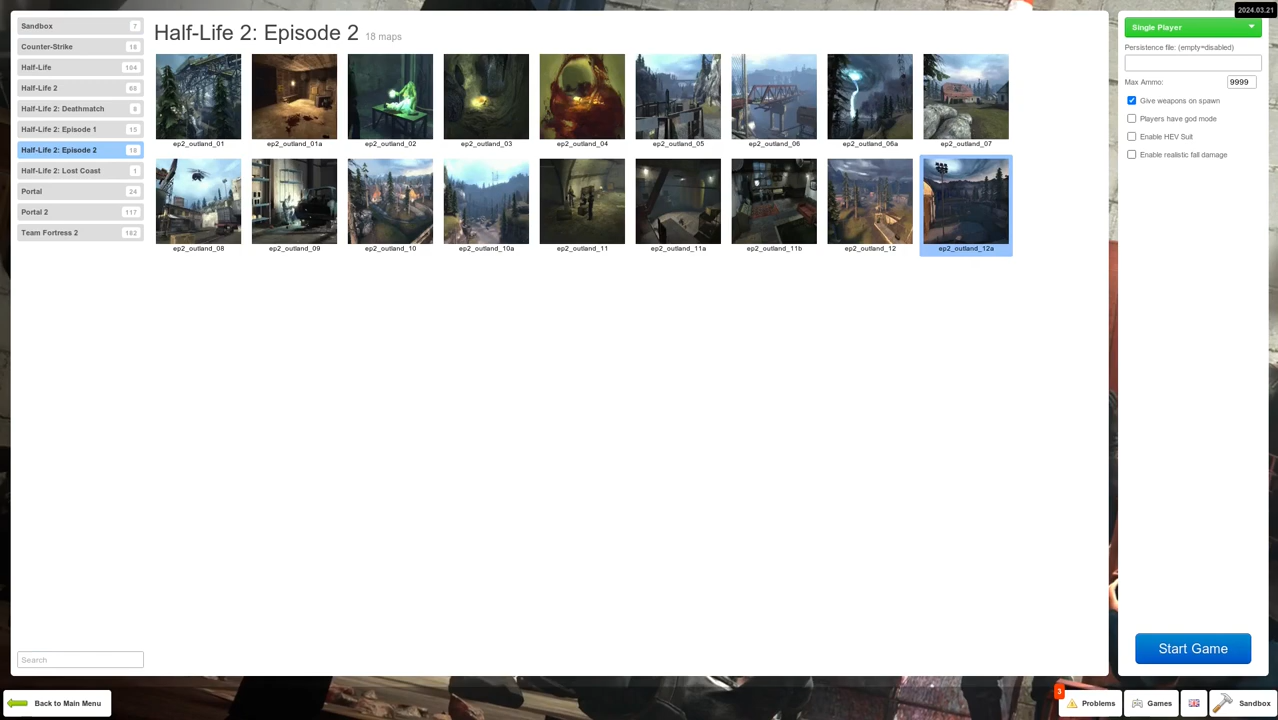 2024.03.21
Sandbox 7
Counter-Strike 18
Half-Life 104
Half-Life 2 68
Half-Life 2: Deathmatch 8
Half-Life 2: Episode 1 15
Half-Life 2: Episode 2 18
Half-Life 2: Lost Coast 1
Portal 24
Portal 2 117
Team Fortress 2 182
Search
Half-Life 2: Episode 2 18 maps
ep2_outland_01 ep2_outland_01a ep2_outland_02 ep2_outland_03 ep2_outland_04 ep2_outland_05 ep2_outland_06 ep2_outland_06a ep2_outland_07
ep2_outland_08 ep2_outland_09 ep2_outland_10 ep2_outland_10a ep2_outland_11 ep2_outland_11a ep2_outland_11b ep2_outland_12 ep2_outland_12a
Single Player
Persistence file: (empty=disabled)
Max Ammo: 9999
Give weapons on spawn
Players have god mode
Enable HEV Suit
Enable realistic fall damage
Start Game
Back to Main Menu
3
Problems
Games
Sandbox